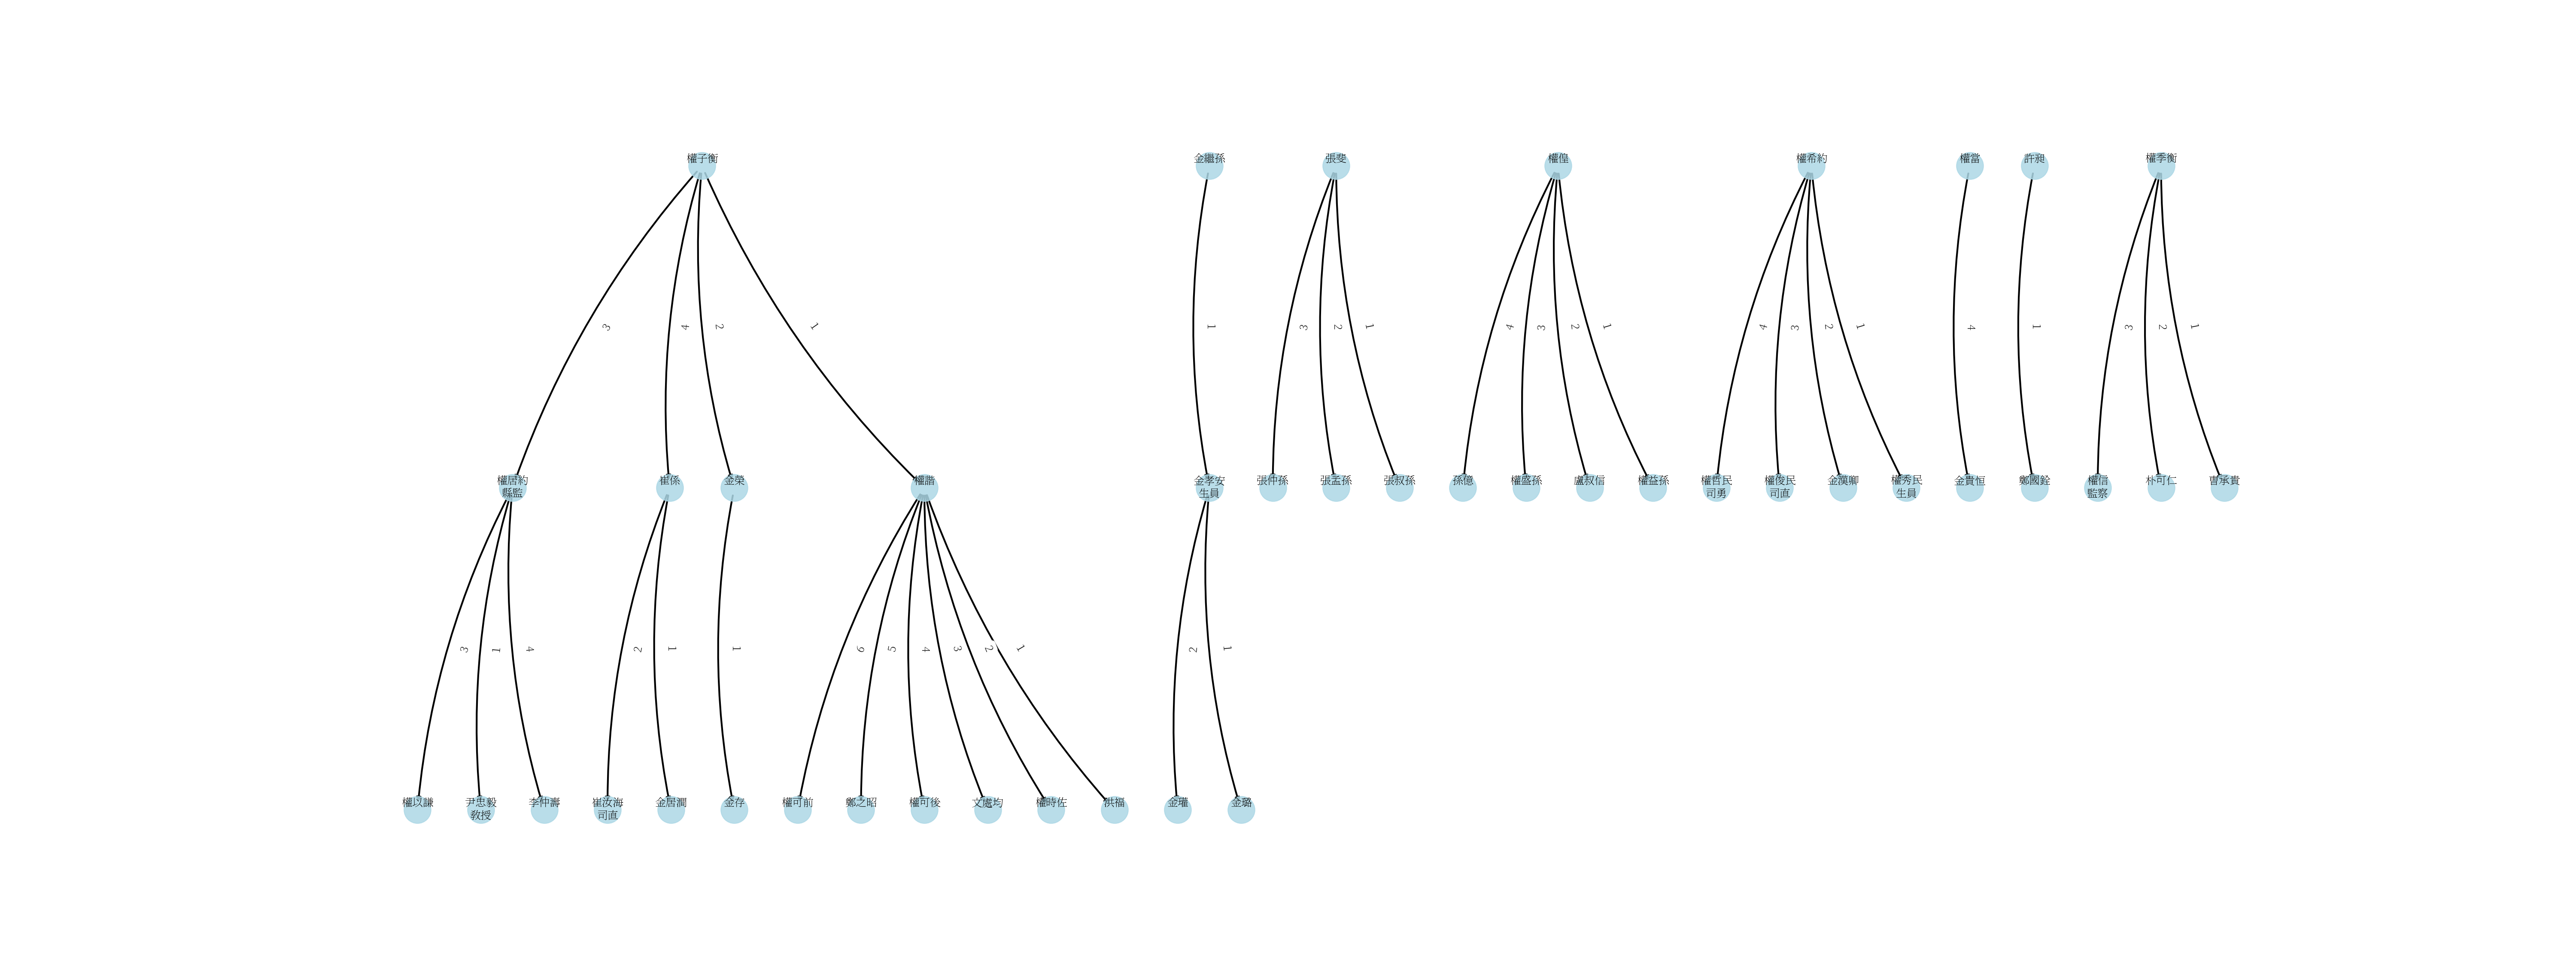 權子衡
金繼孫
張斐
權偟
權希約
權當
許昶
權季衡
3
4
2
1
1
3
2
1
4
3
2
1
4
3
2
1
4
1
3
2
1
權居約
縣監
崔係
金榮
權諧
金孝安
生員
張仲孫
張孟孫
張叔孫
孫億
權盛孫
盧叔信
權益孫
權哲民
司勇
權俊民
司直
金漢卿
權秀民
生員
金貴恒
鄭國銓
權信
監察
朴可仁
曺承貴
3
1
4
2
1
1
6
5
4
3
2
1
2
1
權以謙
尹忠毅
敎授
李仲壽
崔汝海
司直
金居澗
金存
權可前
鄭之昭
權可後
文處均
權時佐
洪福
金瓘
金璐